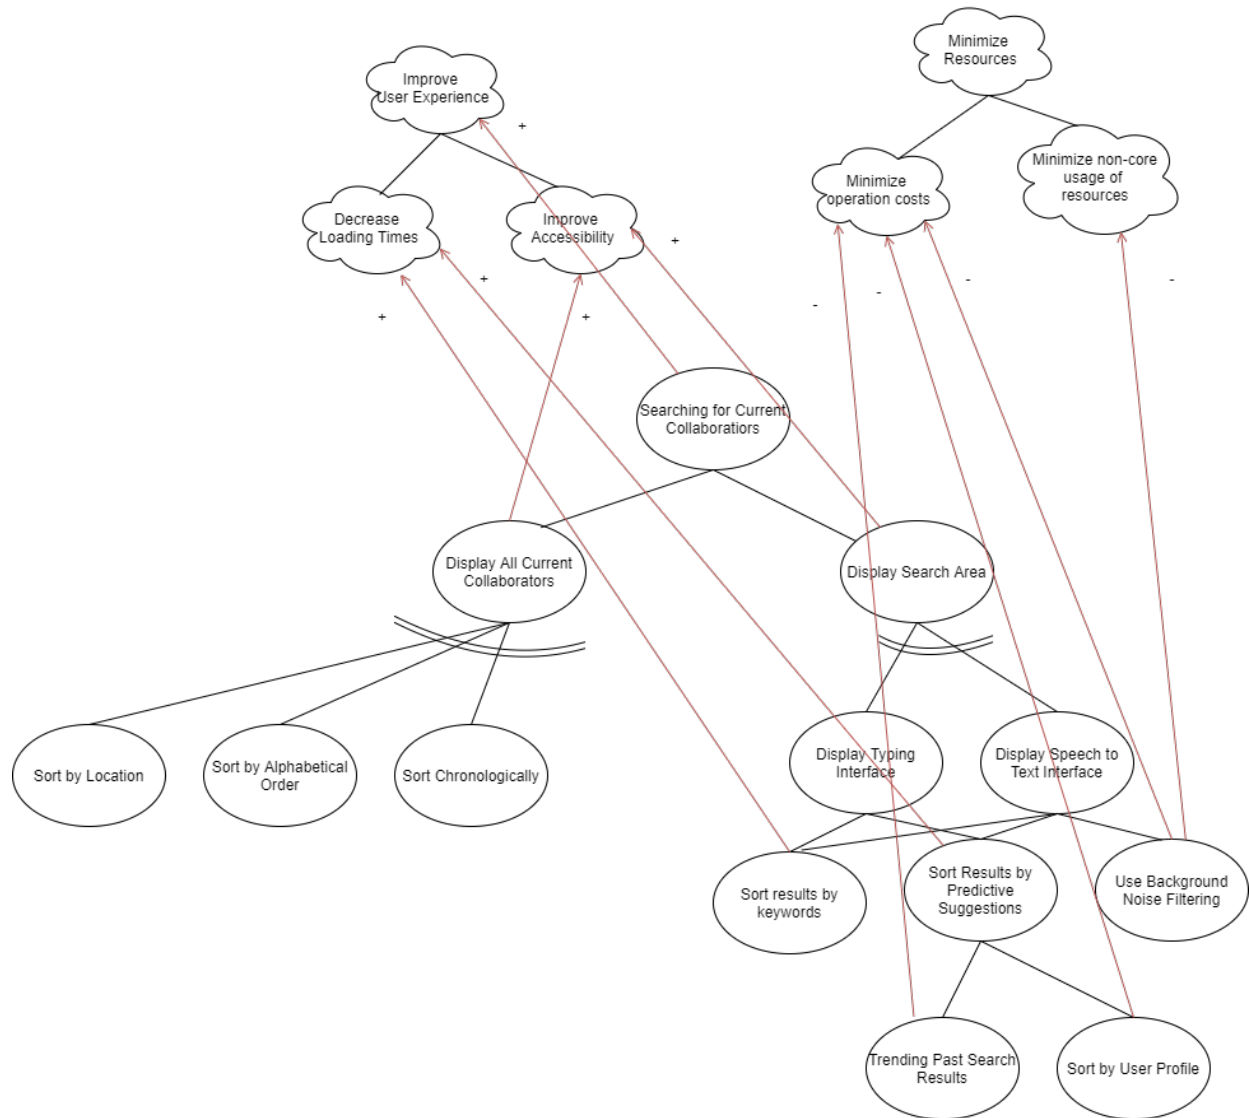 Minimize
Resources
Improve
User Experience
+
Minimize
operation costs
Minimize non-core
usage of
resources
Decrease
Loading Times
Improve
Accessibility
+
+
-
-
-
-
+
+
Searching for Current
Collaboratiors
Display All Current
Collaborators
Display Search Area
Sort by Location
Sort by Alphabetical
Order
Sort Chronologically
Display Typing
Interface
Display Speech to
Text Interface
Sort results by
keywords
Sort Results by
Predictive
Suggestions
Use Background
Noise Filtering
Trending Past Search
Results
Sort by User Profile